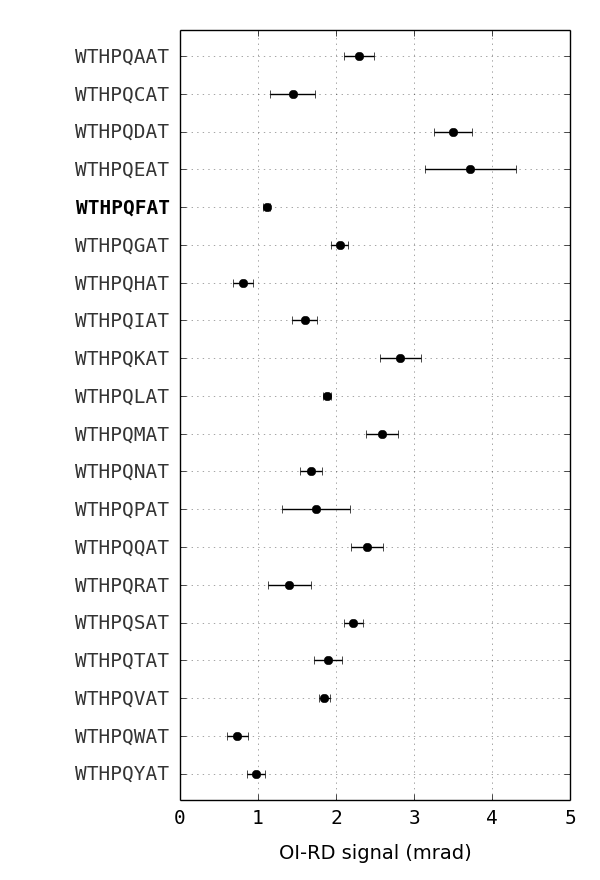 WTHPQAAT
WTHPQCAT
WTHPQDAT
WTHPQEAT
WTHPQFAT
WTHPQGAT
WTHPQHAT
WTHPQIAT
WTHPQKAT
WTHPQLAT
WTHPQMAT
WTHPQNAT
WTHPQPAT
WTHPQQAT
WTHPQRAT
WTHPQSAT
WTHPQTAT
WTHPQVAT
WTHPQWAT
WTHPQYAT
0 1 2 3 4 5
OI-RD signal (mrad)